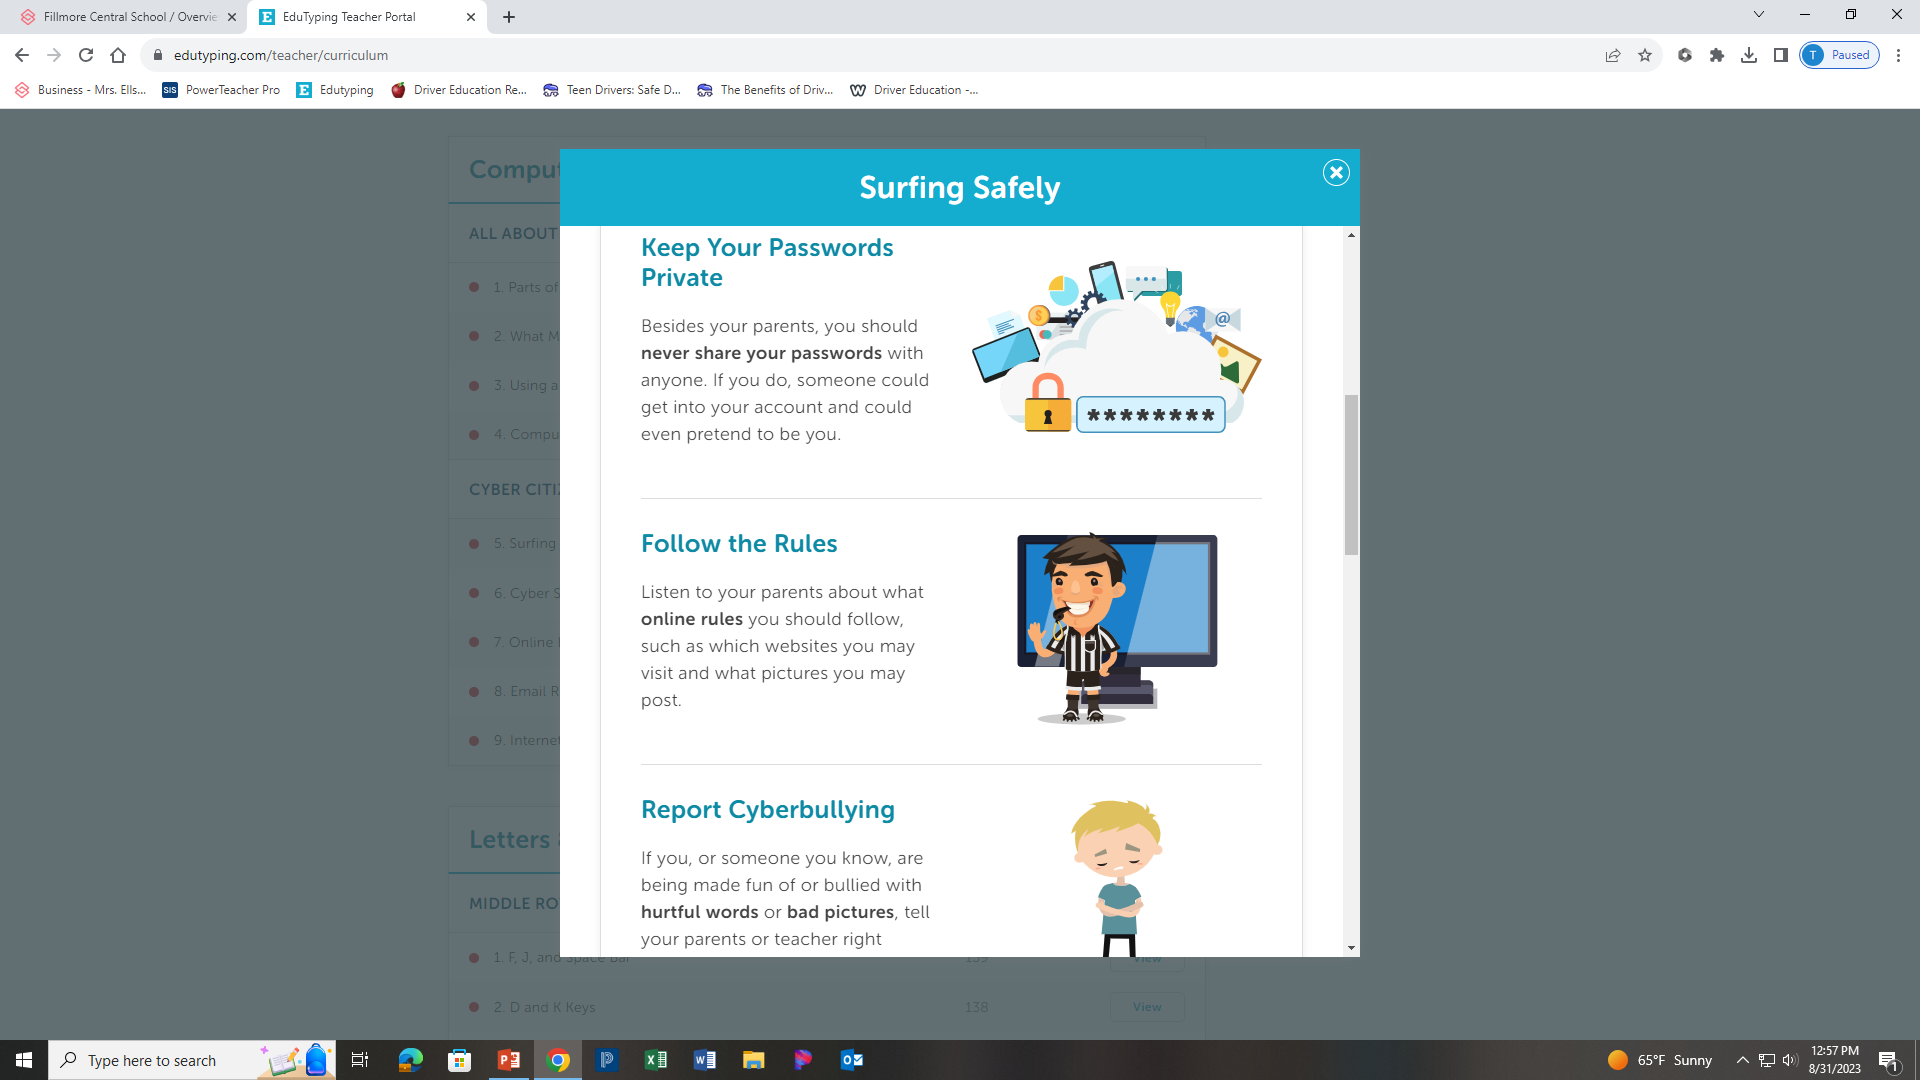 Fillmore Central School / Overvie
EduTyping Teacher Portal
edutyping.com/teacher/curriculum
T Paused
Business - Mrs. Ells...
SIS PowerTeacher Pro
E Edutyping
Driver Education Re...
Teen Drivers: Safe D...
The Benefits of Driv...
W Driver Education -...
Comput
Surfing Safely
ALL ABOUT
1. Parts of
2. What M
3. Using a
4. Compu
CYBER CITI
5. Surfing
6. Cyber S
7. Online
8. Email R
9. Interne
Keep Your Passwords
Private
Besides your parents, you should
never share your passwords with
anyone. If you do, someone could
get into your account and could
even pretend to be you.
********
Follow the Rules
Listen to your parents about what
online rules you should follow,
such as which websites you may
visit and what pictures you may
post.
Report Cyberbullying
If you, or someone you know, are
being made fun of or bullied with
hurtful words or bad pictures, tell
your parents or teacher right
Letters
MIDDLE RO
1. F, J, and Space Bar 139 View
2. D and K Keys 138 View
Type here to search
65°F Sunny
12:57 PM
8/31/2023
1